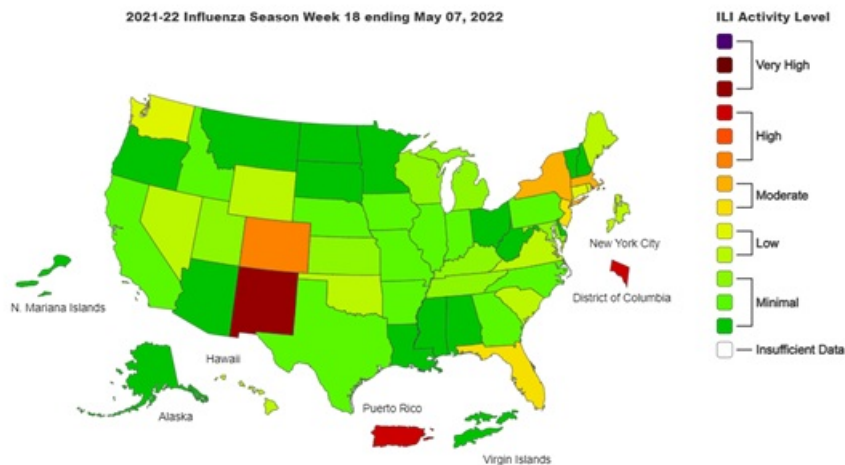 2021-22 Influenza Season Week 18 ending May 07, 2022
ILI Activity Level
Very High
High
Moderate
Low
Minimal
Insufficient Data
New York City
District of Columbia
N. Mariana Islands
Hawaii
Alaska
Puerto Rico
Virgin Islands